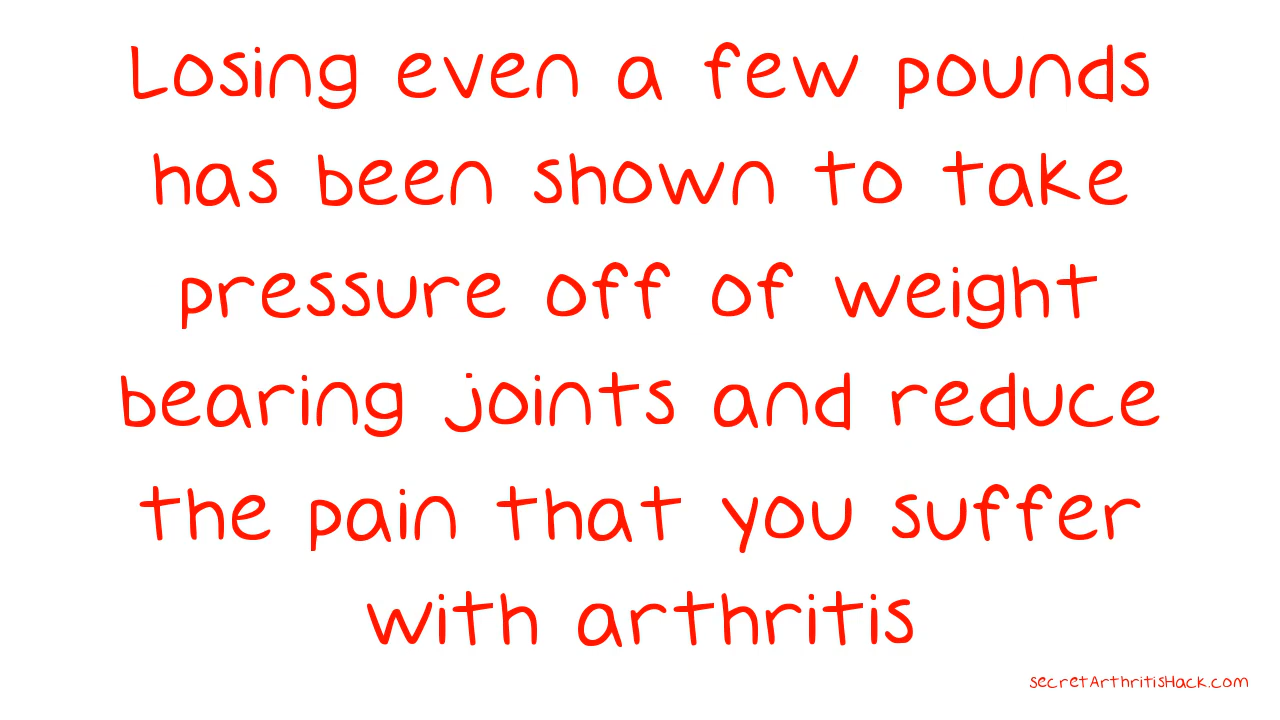 Losing even a few pounds
has been shown to take
pressure off of weight
bearing joints and reduce
the pain that you suffer
with arthritis
secretArthritisHack.com